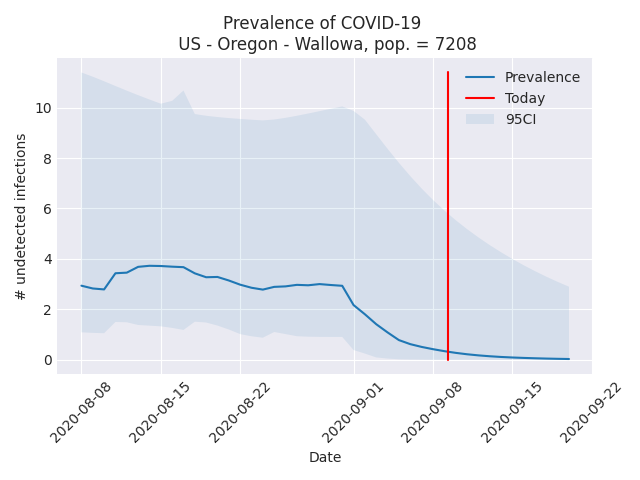 Prevalence of COVID-19
US - Oregon - Wallowa, pop. = 7208
Prevalence
Today
95CI
# undetected infections
10
8
6
4
2
0
2020-08-08
2020-08-15
2020-08-22
2020-09-01
2020-09-08
2020-09-15
2020-09-22
Date